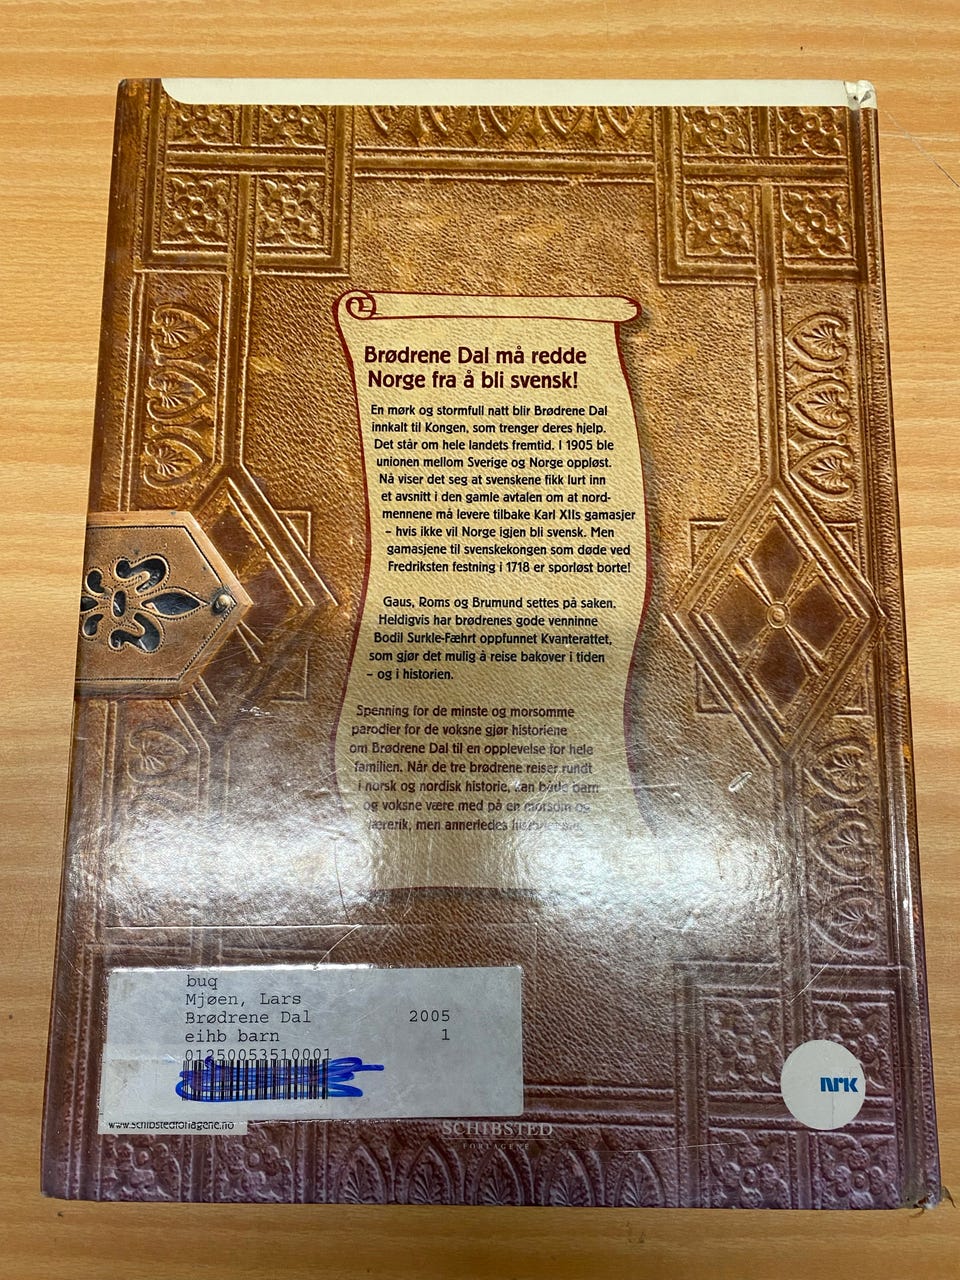 Brødrene Dal må redde
Norge fra å bli svensk!
En mørk og stormfull natt blir Brødrene Dal
innkalt til Kongen, som trenger deres hjelp.
Det står om hele landets fremtid. I 1905 ble
unionen mellom Sverige og Norge oppløst.
Nå viser det seg at svenskene fikk lurt inn
et avsnitt i den gamle avtalen om at nord-
mennene må levere tilbake Karl XIIs gamasjer
– hvis ikke vil Norge igjen bli svensk. Men
gamasjene til svenskekongen som døde ved
Fredriksten festning i 1718 er sporløst borte!
Gaus, Roms og Brumund settes på saken.
Heldigvis har brødrenes gode venninne
Bodil Surkle-Fæhrt oppfunnet Kvanterattet,
som gjør det mulig å reise bakover i tiden
– og i historien.
Spenning for de minste og morsomme
parodier for de voksne gjør historiene
om Brødrene Dal til en opplevelse for hele
familien. Når de tre brødrene reiser rundt
i norsk og nordisk historie, kan både barn
og voksne være med på en morsom og
lærerik, men annerledes
buq
Mjøen, Lars
Brødrene Dal 2005
eihb barn 1
01250053510001
www.schibstedforlagene.no
SCHIBSTED
FORLAGENE
NRK